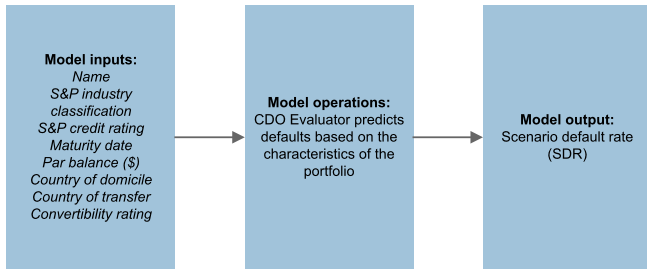 Model inputs:
Name
S&P industry
classification
S&P credit rating
Maturity date
Par balance ($)
Country of domicile
Country of transfer
Convertibility rating
Model operations:
CDO Evaluator predicts
defaults based on the
characteristics of the
portfolio
Model output:
Scenario default rate
(SDR)